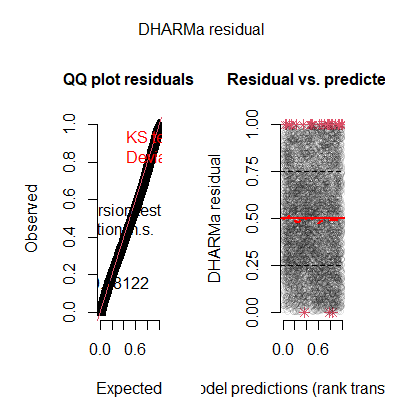 DHARMa residual
QQ plot residuals
Residual vs. predicte
1.0
0.8
0.6
0.4
0.2
0.0
Observed
KS te
Devia
rsion test
tion n.s.
8122
0.0
0.6
Expected
1.00
0.75
0.50
0.25
0.00
DHARMa residual
0.0
0.6
odel predictions (rank trans